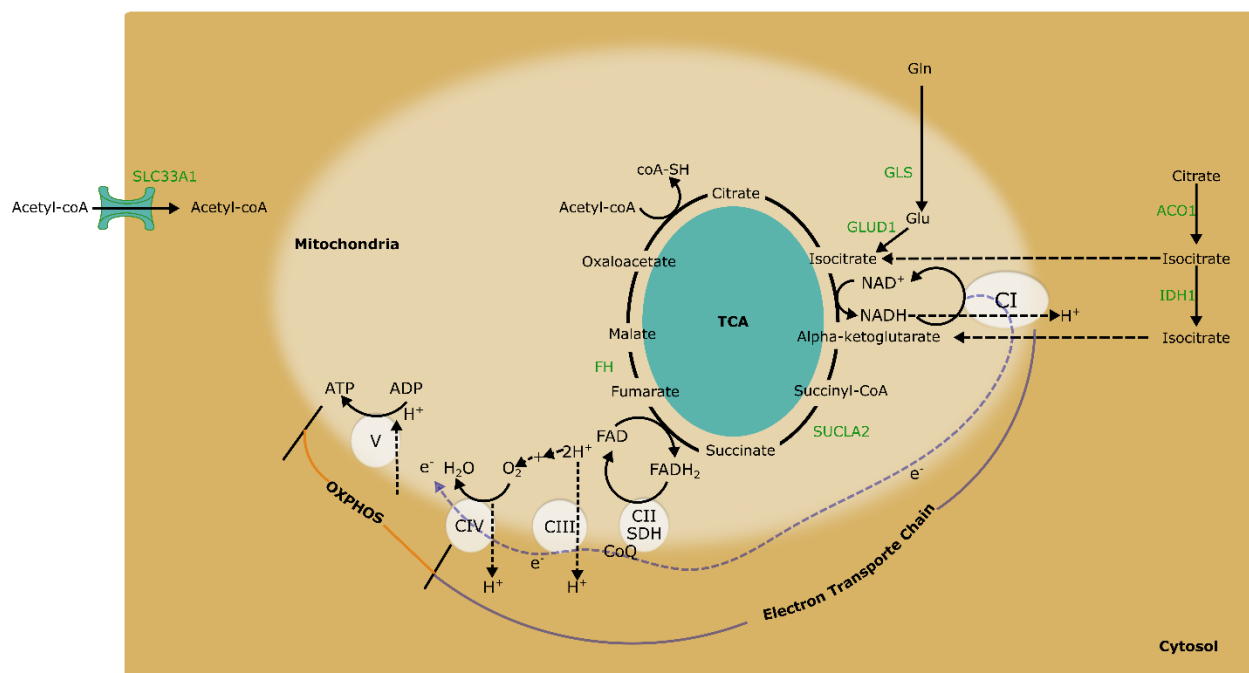 Gln
coA-SH
SLC33A1
GLS
Citrate
Citrate
Acetyl-coA
Acetyl-coA
Acetyl-coA
Glu
ACO1
GLUD1
Mitochondria
Oxaloacetate
Isocitrate
Isocitrate
NAD+
CI
IDH1
TCA
NADH
H+
Malate
Alpha-ketoglutarate
Isocitrate
FH
ATP
ADP
Fumarate
Succinyl-CoA
H+
V
FAD
SUCLA2
Succinate
e-
H2O
O2
+
2H+
FADH2
e-
OXPHOS
CIV
CIII
CII
SDH
CoQ
e-
H+
H+
Electron Transporte Chain
Cytosol